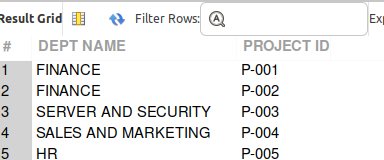 Result Grid Filter Rows: Exp
# DEPT NAME PROJECT ID
1 FINANCE P-001
2 FINANCE P-002
3 SERVER AND SECURITY P-003
4 SALES AND MARKETING P-004
5 HR P-005